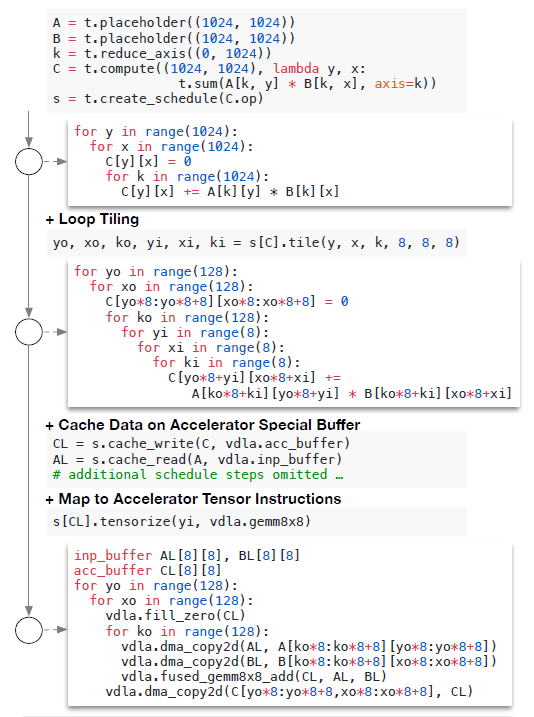 A = t.placeholder((1024, 1024))
B = t.placeholder((1024, 1024))
k = t.reduce_axis((0, 1024))
C = t.compute((1024, 1024), lambda y, x:
                t.sum(A[k, y] * B[k, x], axis=k))
s = t.create_schedule(C.op)
for y in range(1024):
  for x in range(1024):
    C[y][x] = 0
    for k in range(1024):
      C[y][x] += A[k][y] * B[k][x]
+ Loop Tiling
yo, xo, ko, yi, xi, ki = s[C].tile(y, x, k, 8, 8, 8)
for yo in range(128):
  for xo in range(128):
    C[yo*8:yo*8+8][xo*8:xo*8+8] = 0
    for ko in range(128):
      for yi in range(8):
        for xi in range(8):
          for ki in range(8):
            C[yo*8+yi][xo*8+xi] +=
               A[ko*8+ki][yo*8+yi] * B[ko*8+ki][xo*8+xi]
+ Cache Data on Accelerator Special Buffer
CL = s.cache_write(C, vdla.acc_buffer)
AL = s.cache_read(A, vdla.inp_buffer)
# additional schedule steps omitted …
+ Map to Accelerator Tensor Instructions
s[CL].tensorize(yi, vdla.gemm8x8)
inp_buffer AL[8][8], BL[8][8]
acc_buffer CL[8][8]
for yo in range(128):
  for xo in range(128):
    vdla.fill_zero(CL)
    for ko in range(128):
      vdla.dma_copy2d(AL, A[ko*8:ko*8+8][yo*8:yo*8+8])
      vdla.dma_copy2d(BL, B[ko*8:ko*8+8][xo*8:xo*8+8])
      vdla.fused_gemm8x8_add(CL, AL, BL)
    vdla.dma_copy2d(C[yo*8:yo*8+8,xo*8:xo*8+8], CL)